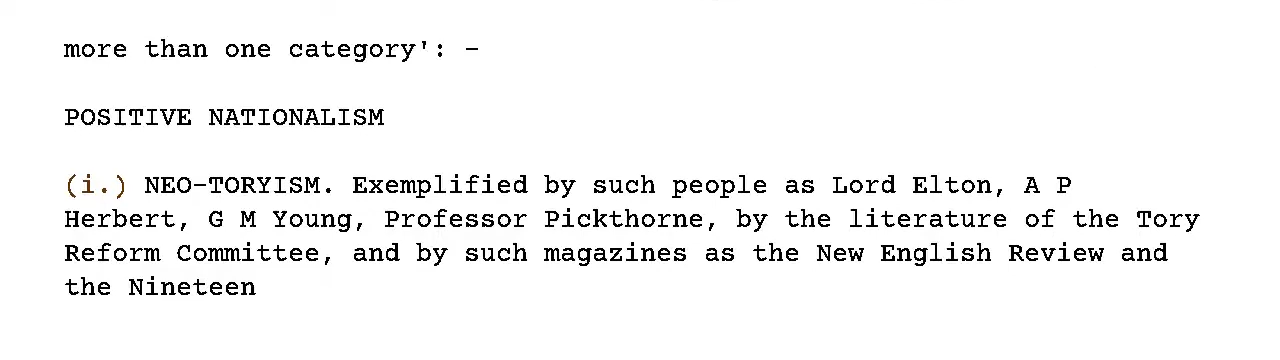 more than one category': -
POSITIVE NATIONALISM
(i.) NEO-TORYISM. Exemplified by such people as Lord Elton, A P
Herbert, G M Young, Professor Pickthorne, by the literature of the Tory
Reform Committee, and by such magazines as the New English Review and
the Nineteen